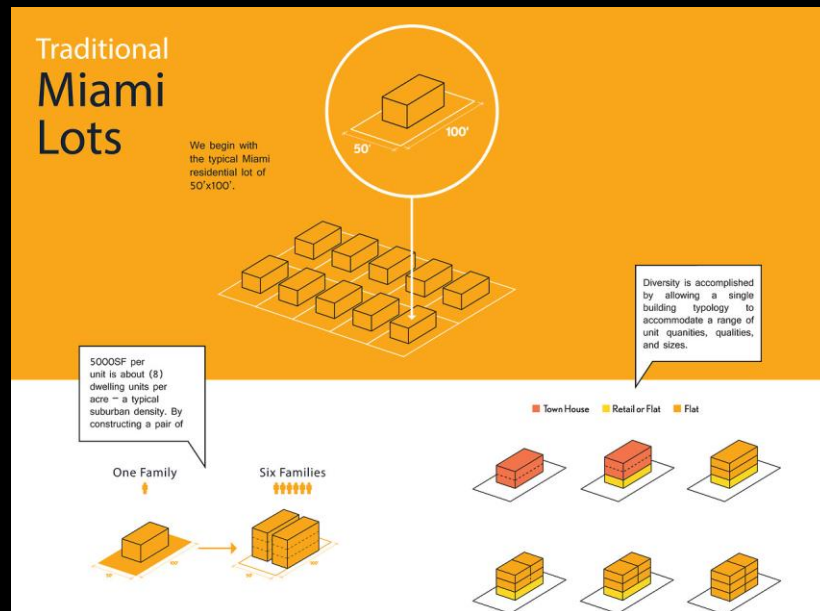 Traditional
Miami
Lots
We begin with
the typical Miami
residential lot of
50'x100'.
50'
100'
Diversity is accomplished
by allowing a single
building typology to
accommodate a range of
unit quanities, qualities,
and sizes.
5000SF per
unit is about (8)
dwelling units per
acre – a typical
suburban density. By
constructing a pair of
Town House
Retail or Flat
Flat
One Family
Six Families